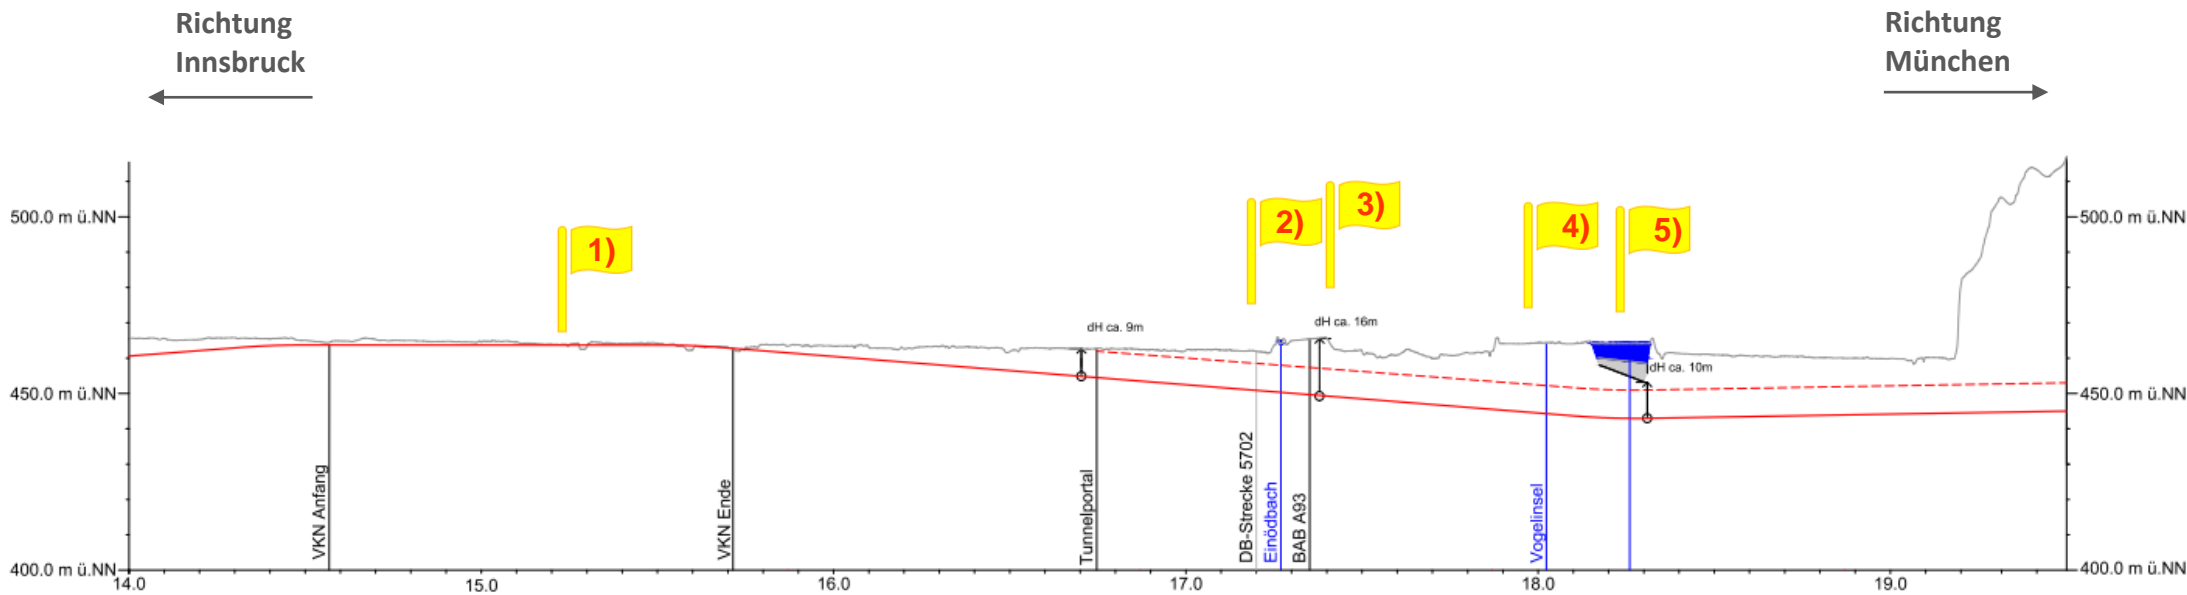 Richtung
Innsbruck
Richtung
München
500.0 m ü.NN
500.0 m ü.NN
450.0 m ü.NN
450.0 m ü.NN
400.0 m ü.NN
400.0 m ü.NN
1)
2)
3)
4)
5)
dH ca. 9m
dH ca. 16m
dH ca. 10m
VKN Anfang
VKN Ende
Tunnelportal
DB-Strecke 5702
Einödbach
BAB A93
Vogelinsel
14.0
15.0
16.0
17.0
18.0
19.0